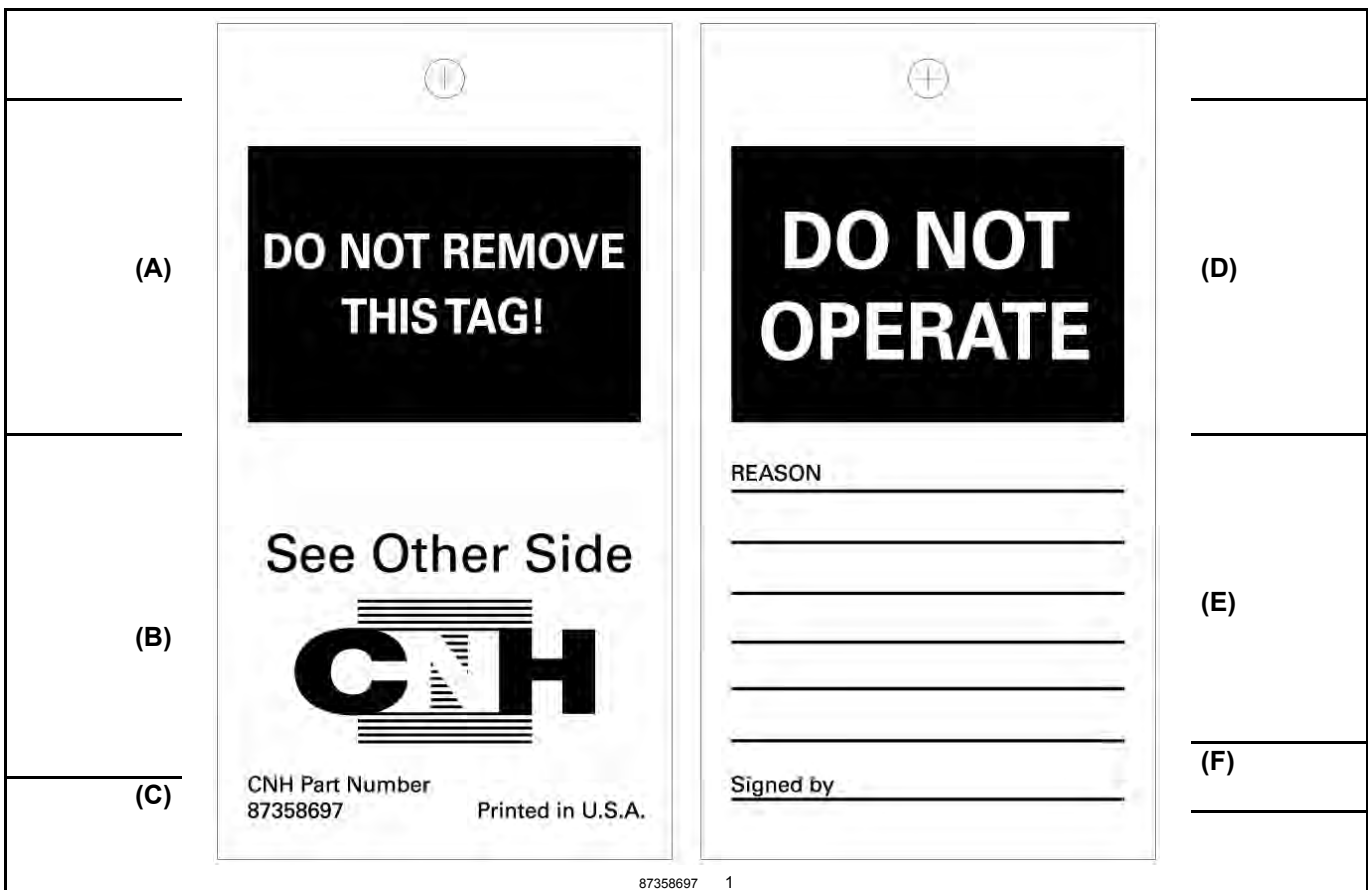 (A)
DO NOT REMOVE
THIS TAG!
(B)
See Other Side
CNH
(C)
CNH Part Number
87358697 Printed in U.S.A.
(D)
DO NOT
OPERATE
(E)
REASON
(F)
Signed by
87358697 1